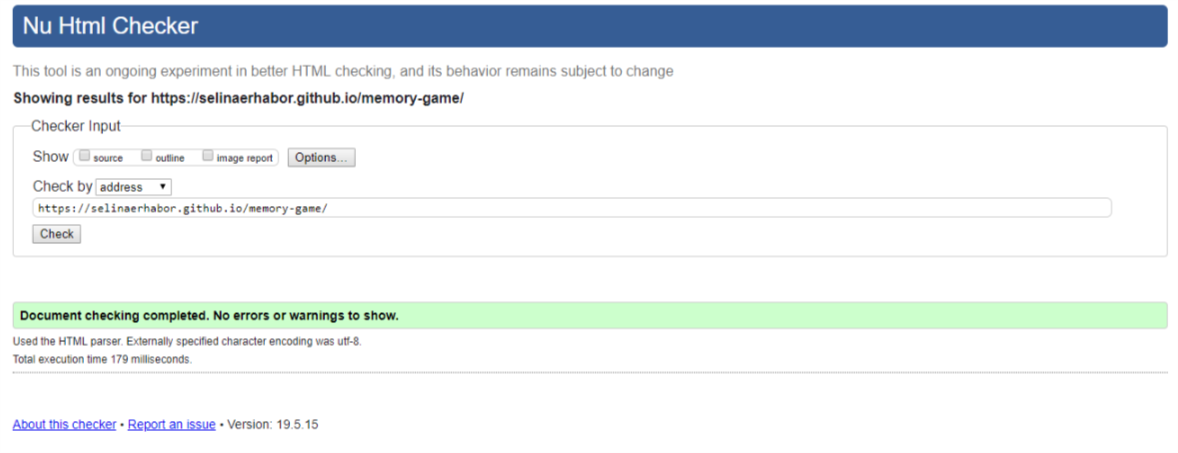 Nu Html Checker
This tool is an ongoing experiment in better HTML checking, and its behavior remains subject to change
Showing results for https://selinaerhabor.github.io/memory-game/
Checker Input
Show source outline image report Options...
Check by address
https://selinaerhabor.github.io/memory-game/
Check
Document checking completed. No errors or warnings to show.
Used the HTML parser. Externally specified character encoding was utf-8.
Total execution time 179 milliseconds.
About this checker • Report an issue • Version: 19.5.15